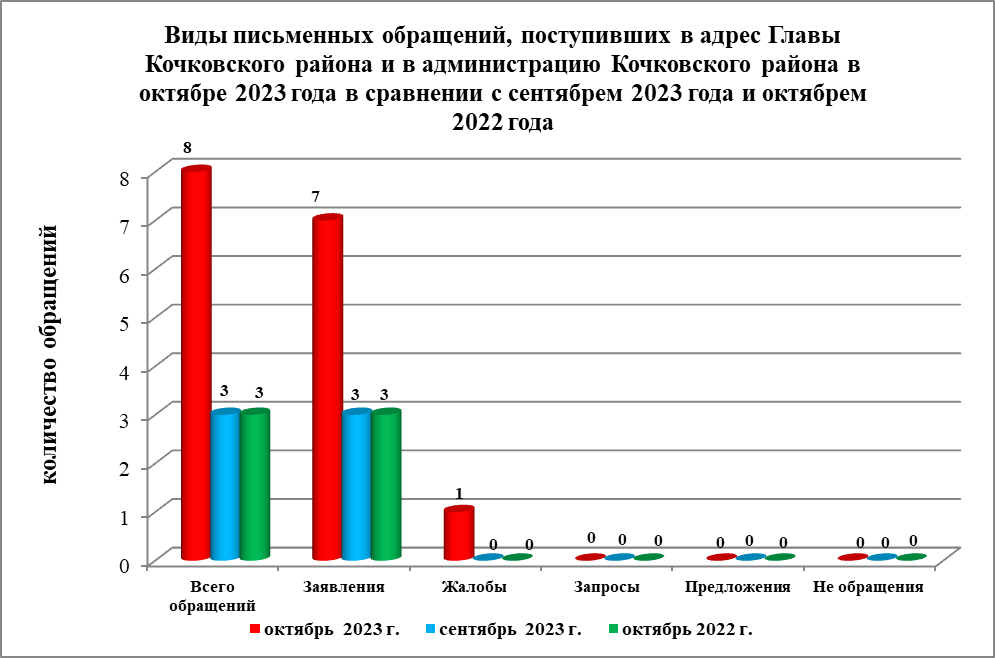 Виды письменных обращений, поступивших в адрес Главы
Кочковского района и в администрацию Кочковского района в
октябре 2023 года в сравнении с сентябрем 2023 года и октябрем
2022 года
количество обращений
8
7
6
5
4
3
2
1
0
8
3
3
7
3
3
1
0
0
0
0
0
0
0
0
0
0
0
Всего
обращений
Заявления
Жалобы
Запросы
Предложения
Не обращения
октябрь 2023 г.
сентябрь 2023 г.
октябрь 2022 г.